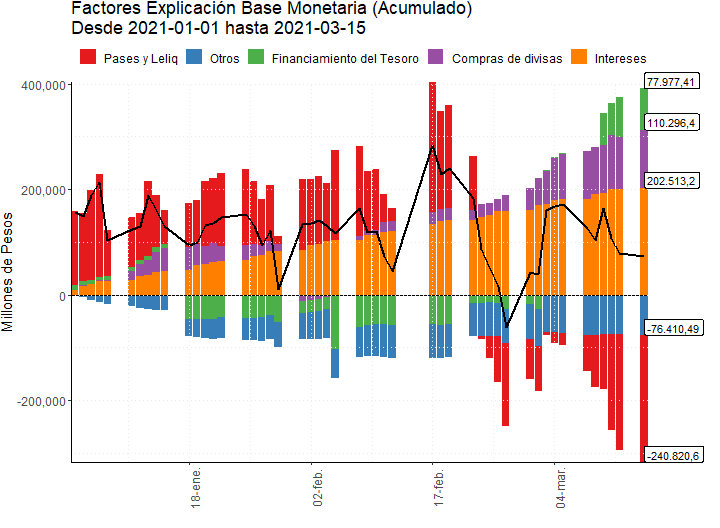 Factores Explicación Base Monetaria (Acumulado)
Desde 2021-01-01 hasta 2021-03-15
Pases y Leliq Otros Financiamiento del Tesoro Compras de divisas Intereses
Millones de Pesos
400,000
200,000
0
-200,000
77.977,41
110.296,4
202.513,2
-76.410,49
-240.820,6
18-ene.
02-feb.
17-feb.
04-mar.